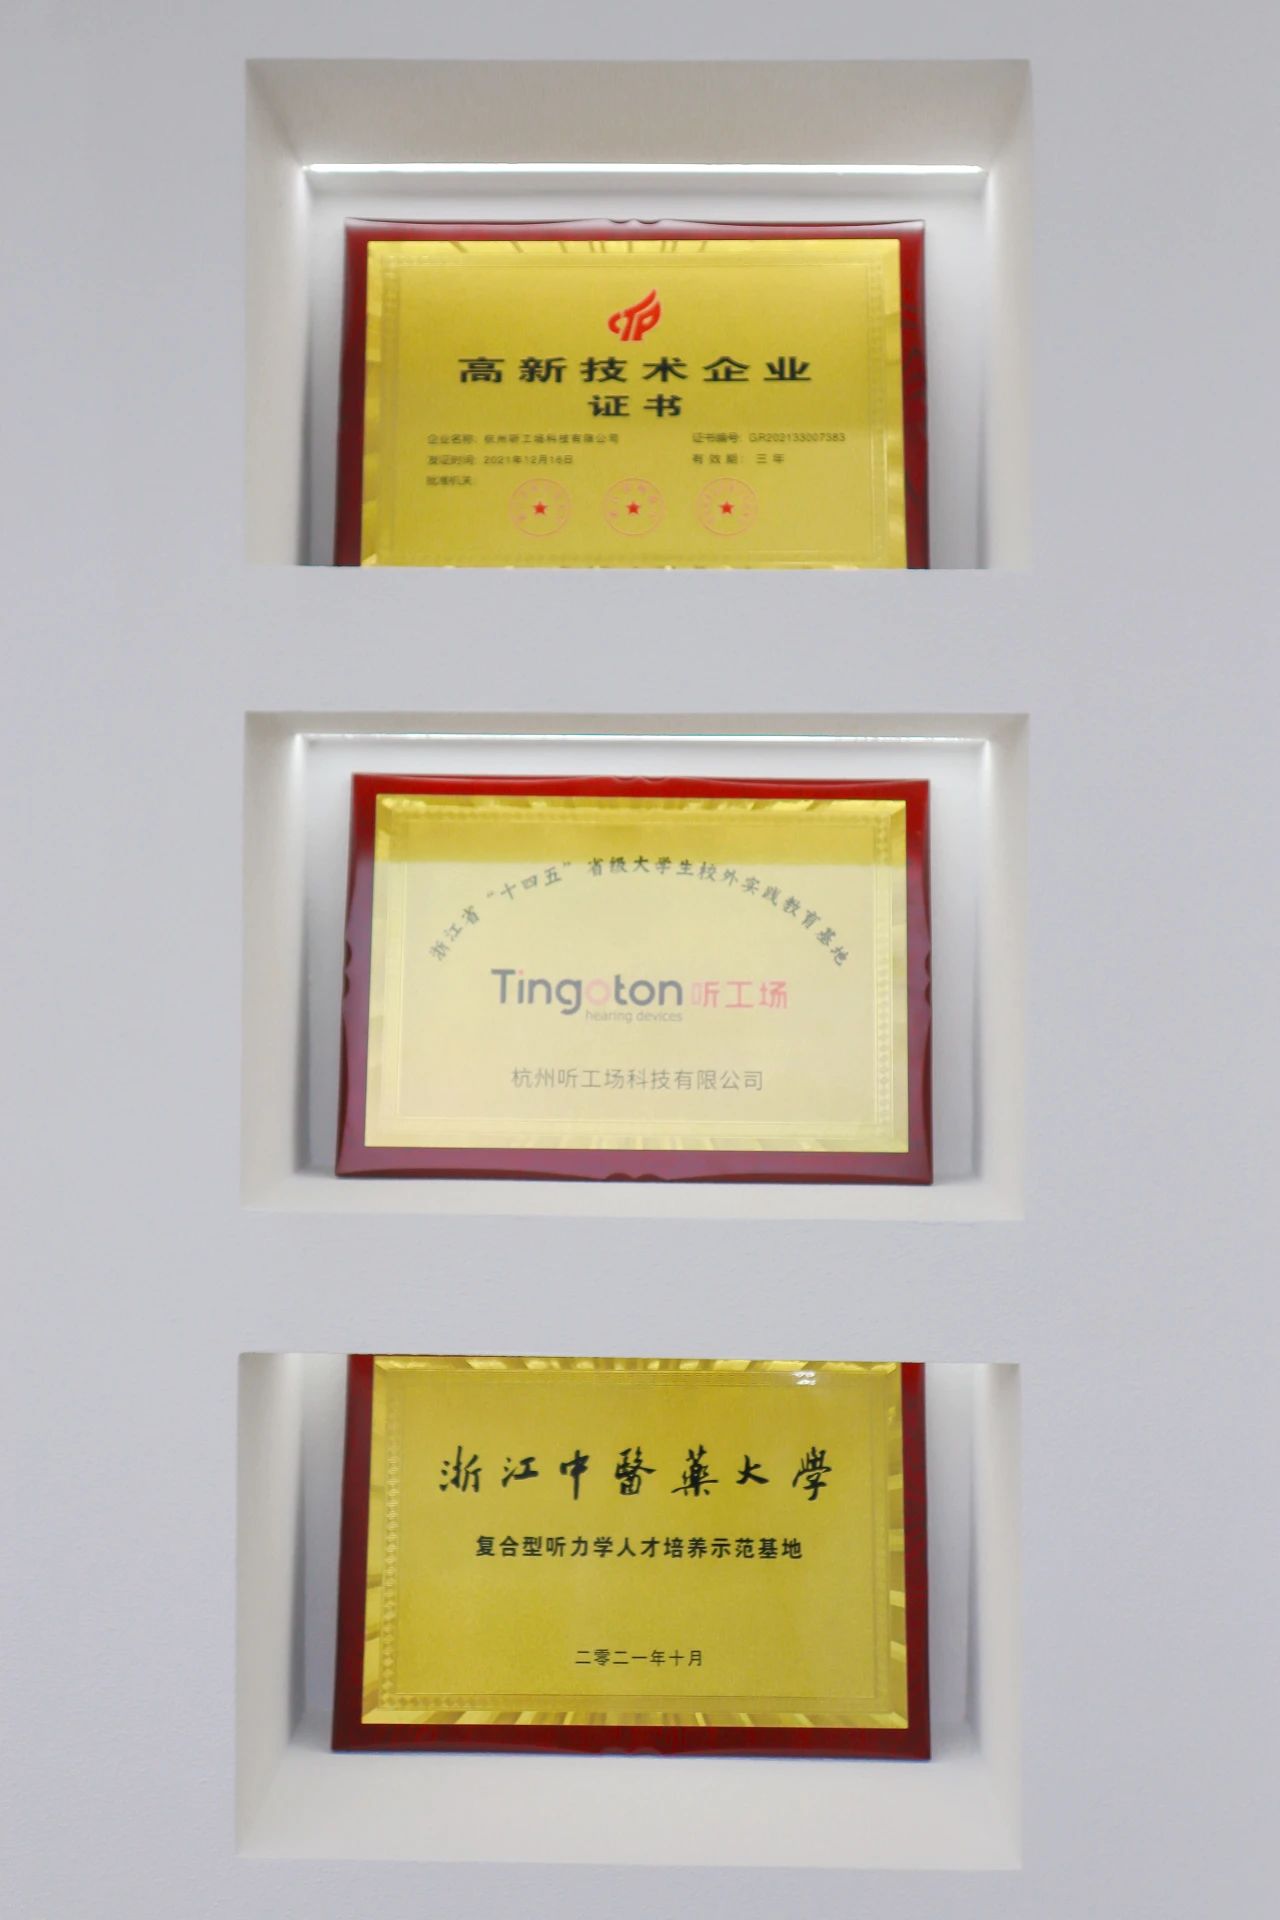 高新技术企业
证书
企业名称: 杭州听工场科技有限公司
证书编号: GR202133007383
发证时间: 2021年12月16日
有效期: 三年
批准机关:
浙江省“十四五”省级大学生校外实践教育基地
Tingoton 听工场
hearing devices
杭州听工场科技有限公司
浙江中醫藥大學
复合型听力学人才培养示范基地
二零二一年十月